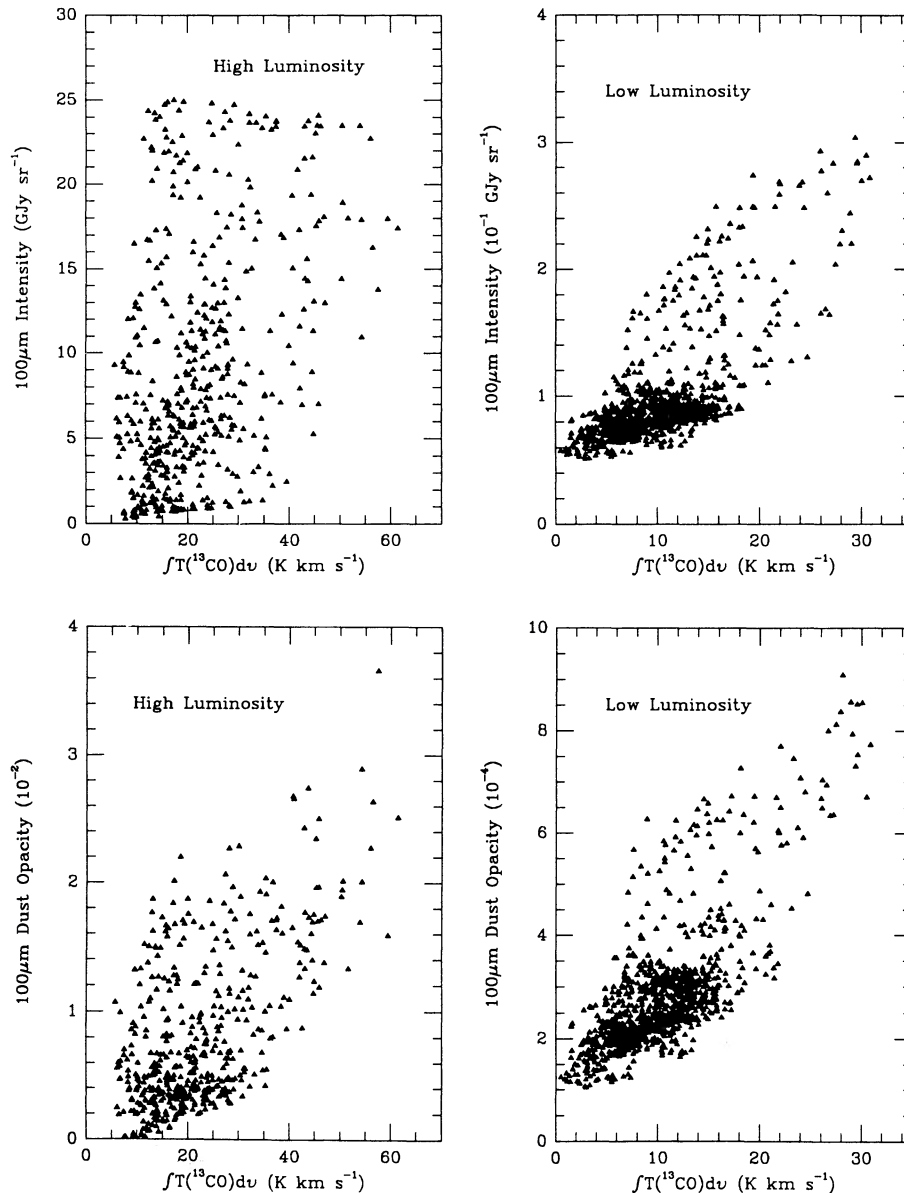 30
25
20
15
10
5
0
High Luminosity
100μm Intensity (GJy sr⁻¹)
0 20 40 60
∫T(¹³CO)dυ (K km s⁻¹)
4
3
2
1
0
Low Luminosity
100μm Intensity (10⁻¹ GJy sr⁻¹)
0 10 20 30
∫T(¹³CO)dυ (K km s⁻¹)
4
3
2
1
0
High Luminosity
100μm Dust Opacity (10⁻²)
0 20 40 60
∫T(¹³CO)dυ (K km s⁻¹)
10
8
6
4
2
0
Low Luminosity
100μm Dust Opacity (10⁻⁴)
0 10 20 30
∫T(¹³CO)dυ (K km s⁻¹)